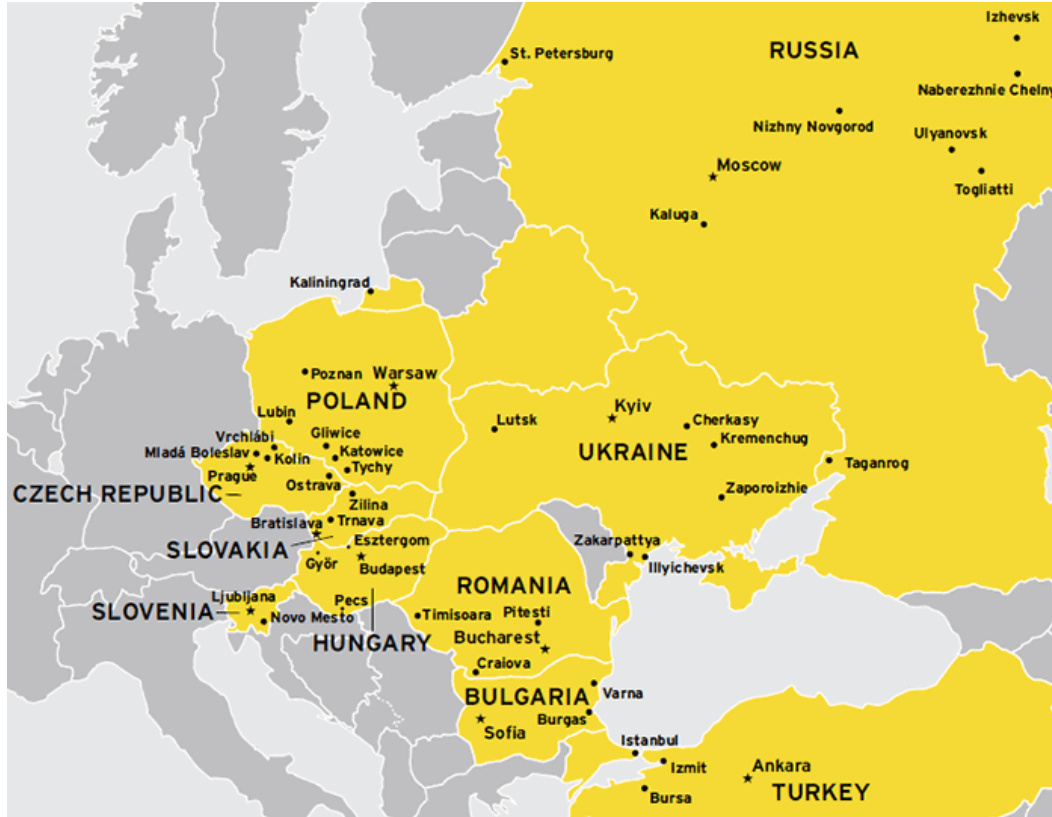 Izhevsk
RUSSIA
St. Petersburg
Naberezhnie Chelny
Nizhny Novgorod
Ulyanovsk
Moscow
Togliatti
Kaluga
Kaliningrad
Poznan
Warsaw
POLAND
Lubin
Kyiv
Cherkasy
Lutsk
Vrchlábi
Gliwice
Kremenchug
Mladá Boleslav
Kolin
Katowice
UKRAINE
Taganrog
Prague
Tychy
Ostrava
CZECH REPUBLIC
Zaporoizhie
Zilina
Bratislava
Trnava
SLOVAKIA
Esztergom
Zakarpattya
Illyichevsk
Györ
Budapest
ROMANIA
Ljubljana
SLOVENIA
Pecs
Novo Mesto
Timisoara
Pitesti
HUNGARY
Bucharest
Craiova
BULGARIA
Varna
Burgas
Sofia
Istanbul
Izmit
Ankara
Bursa
TURKEY